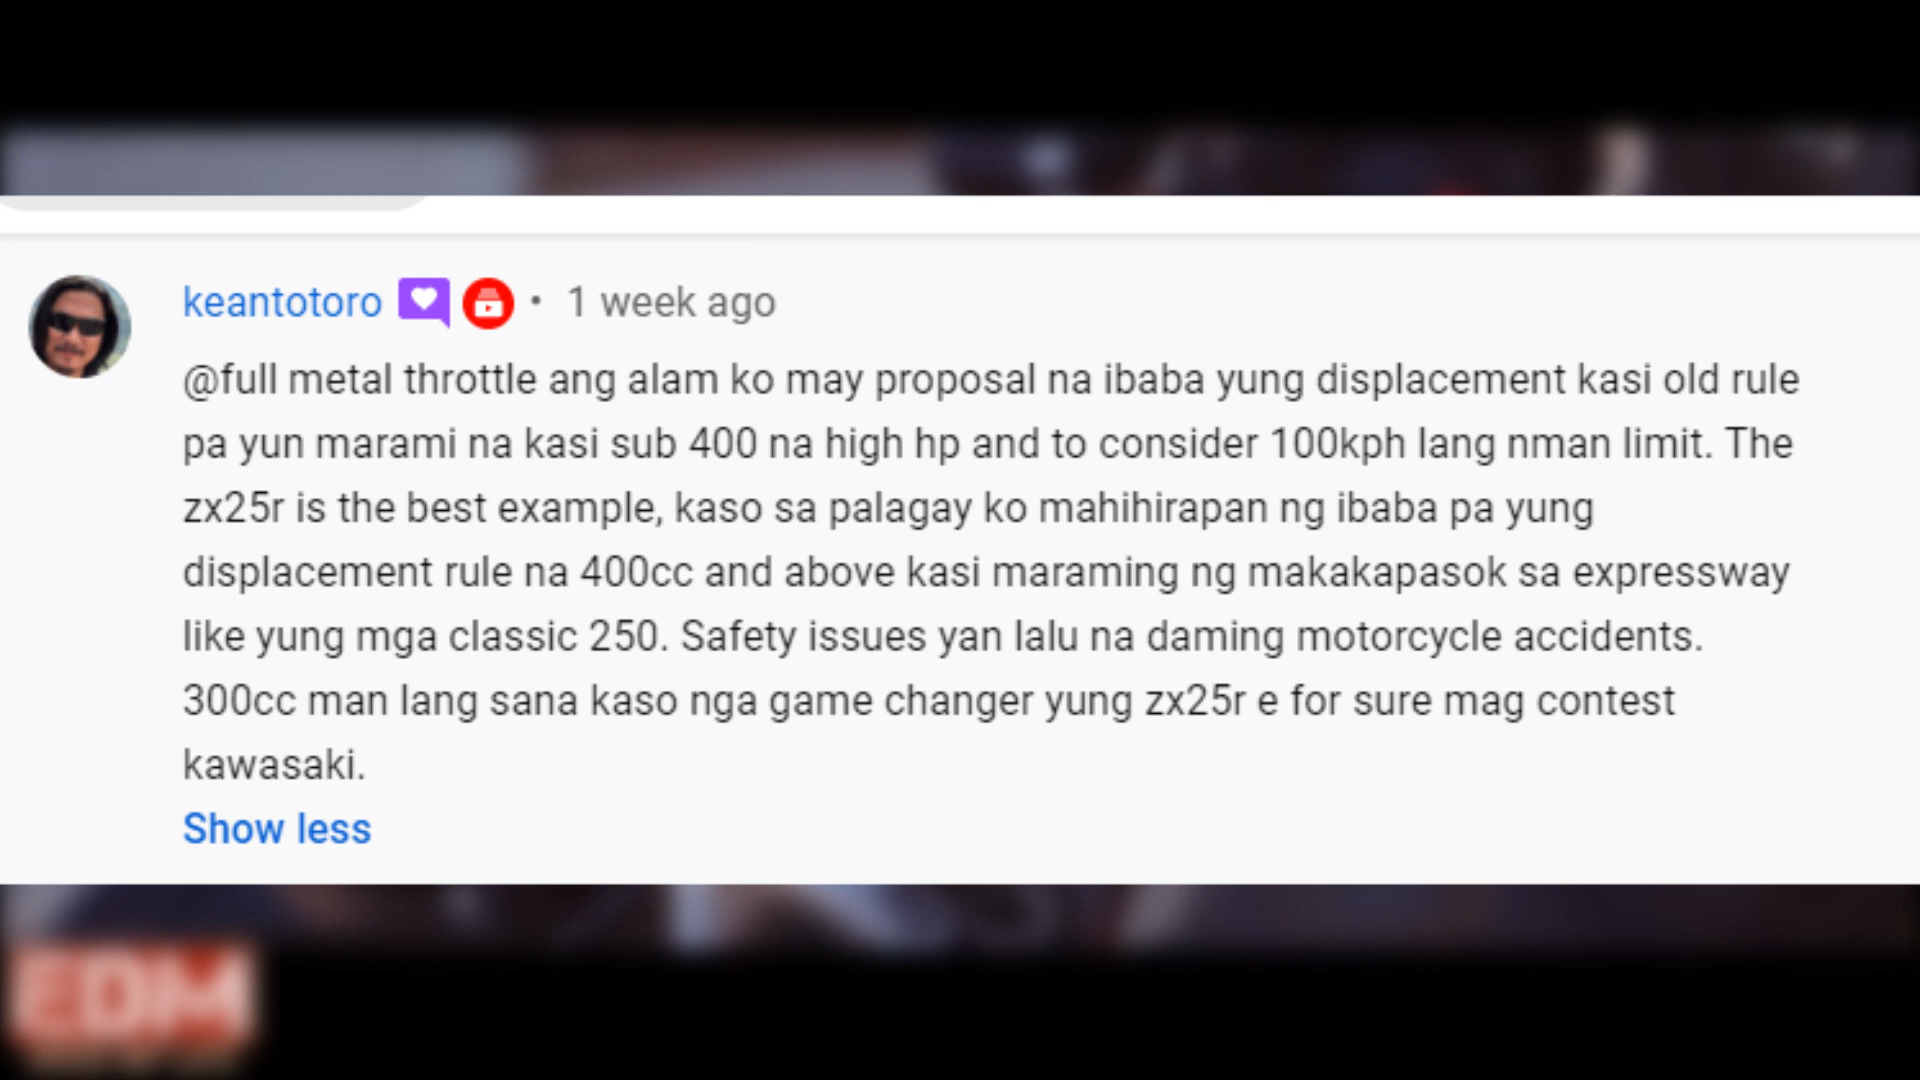 keantotoro • 1 week ago
@full metal throttle ang alam ko may proposal na ibaba yung displacement kasi old rule
pa yun marami na kasi sub 400 na high hp and to consider 100kph lang nman limit. The
zx25r is the best example, kaso sa palagay ko mahihirapan ng ibaba pa yung
displacement rule na 400cc and above kasi maraming ng makakapasok sa expressway
like yung mga classic 250. Safety issues yan lalu na daming motorcycle accidents.
300cc man lang sana kaso nga game changer yung zx25r e for sure mag contest
kawasaki.
Show less
EDM